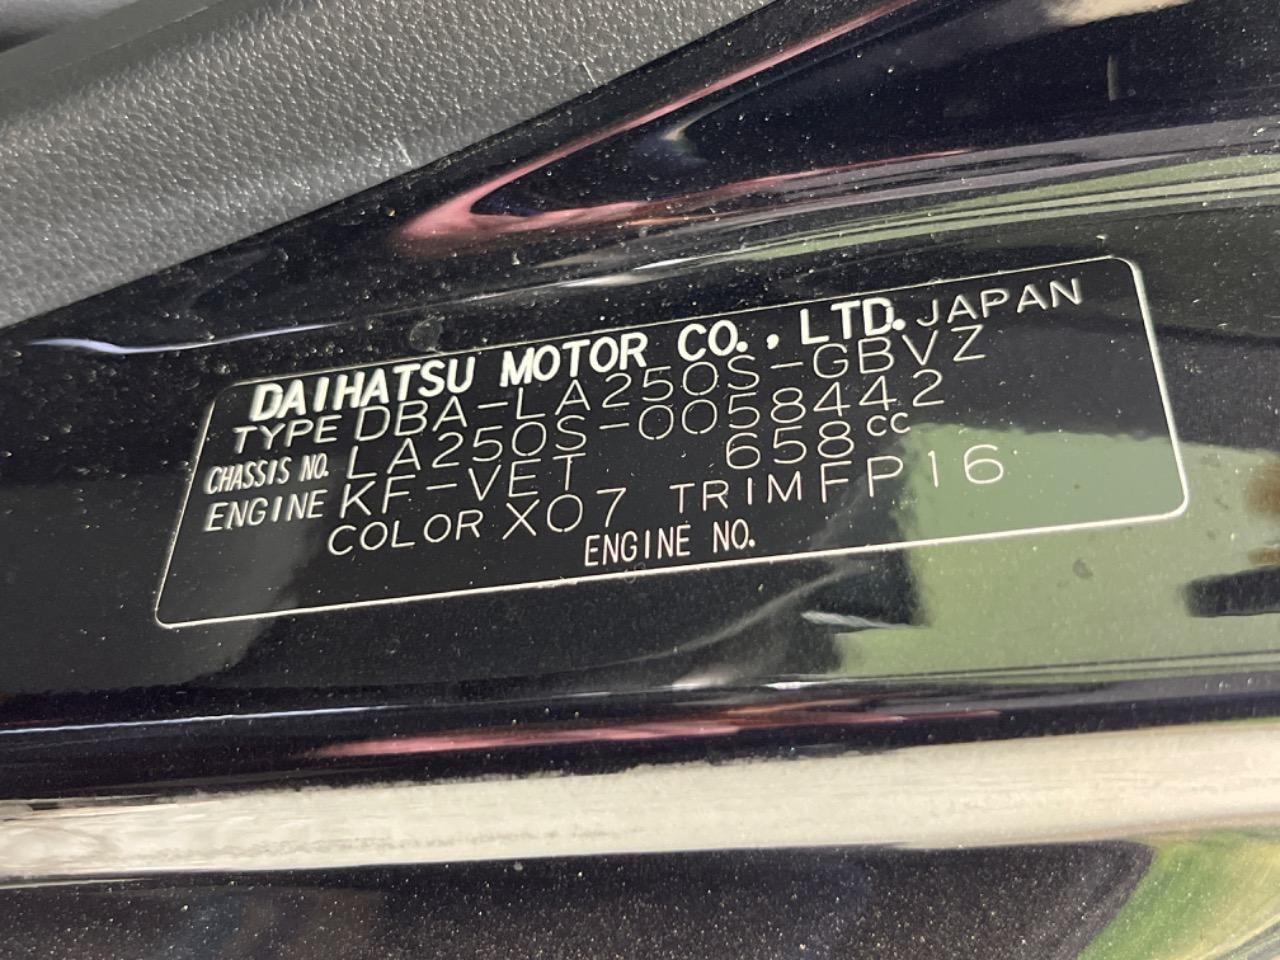 DAIHATSU MOTOR CO., LTD. JAPAN
TYPE DBA-LA250S-GBVZ
CHASSIS NO. LA250S-0058442
ENGINE KF-VET 658cc
COLOR X07 TRIM FP16
ENGINE NO.